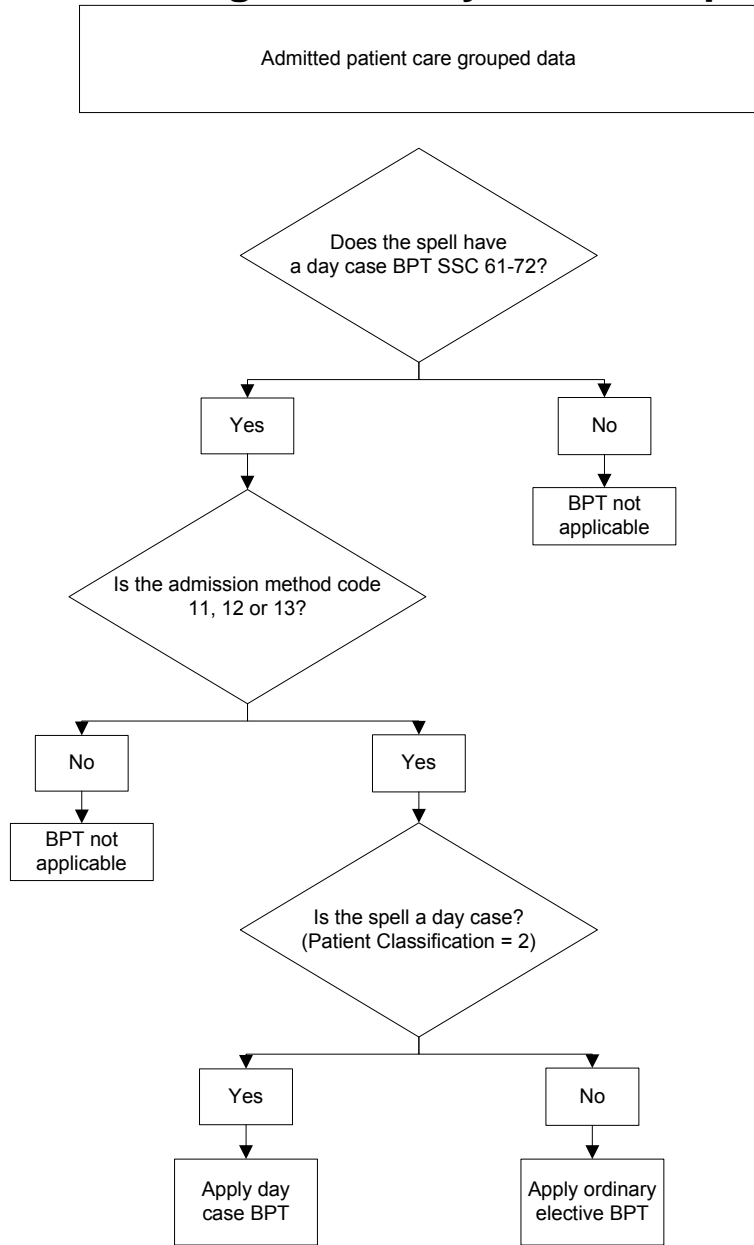 Admitted patient care grouped data
Does the spell have
a day case BPT SSC 61-72?
Yes
No
BPT not
applicable
Is the admission method code
11, 12 or 13?
No
Yes
BPT not
applicable
Is the spell a day case?
(Patient Classification = 2)
Yes
No
Apply day
case BPT
Apply ordinary
elective BPT